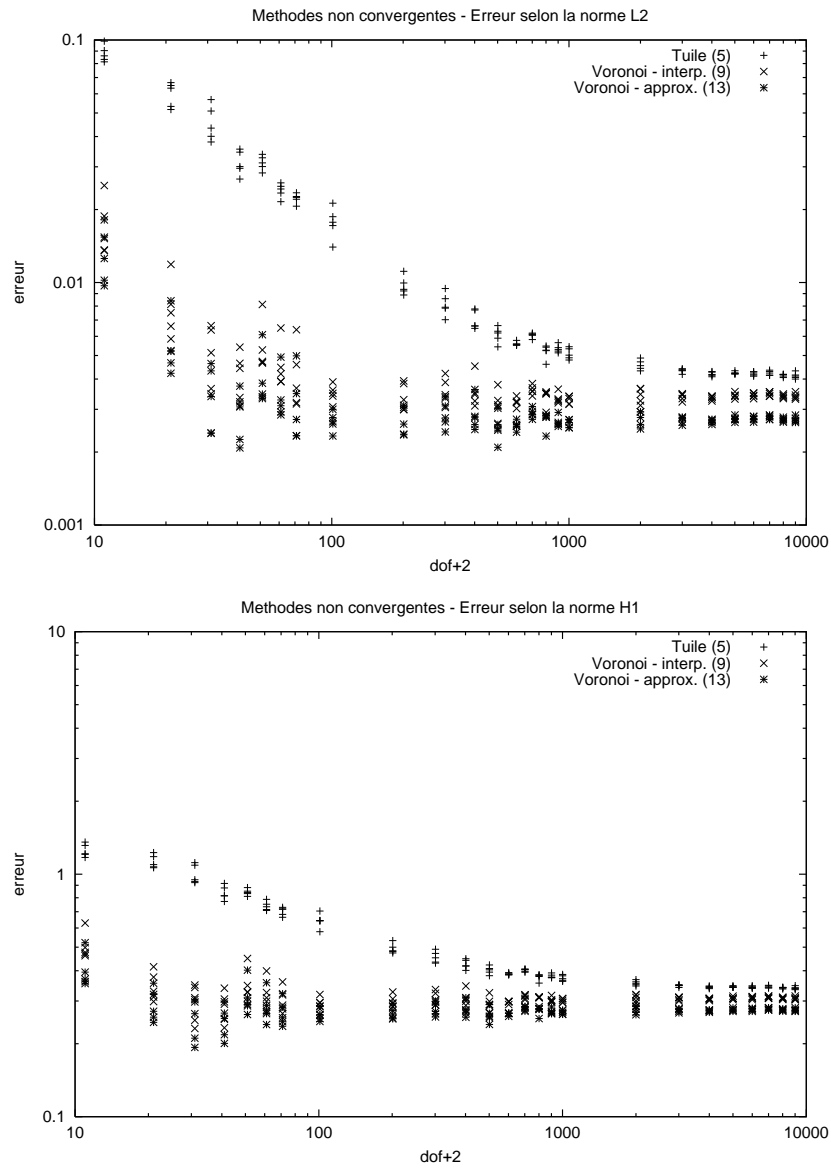 Methodes non convergentes - Erreur selon la norme L2
0.1
Tuile (5)
Voronoi - interp. (9)
Voronoi - approx. (13)
erreur
0.01
0.001
10
100
1000
10000
dof+2
Methodes non convergentes - Erreur selon la norme H1
10
Tuile (5)
Voronoi - interp. (9)
Voronoi - approx. (13)
erreur
1
0.1
10
100
1000
10000
dof+2